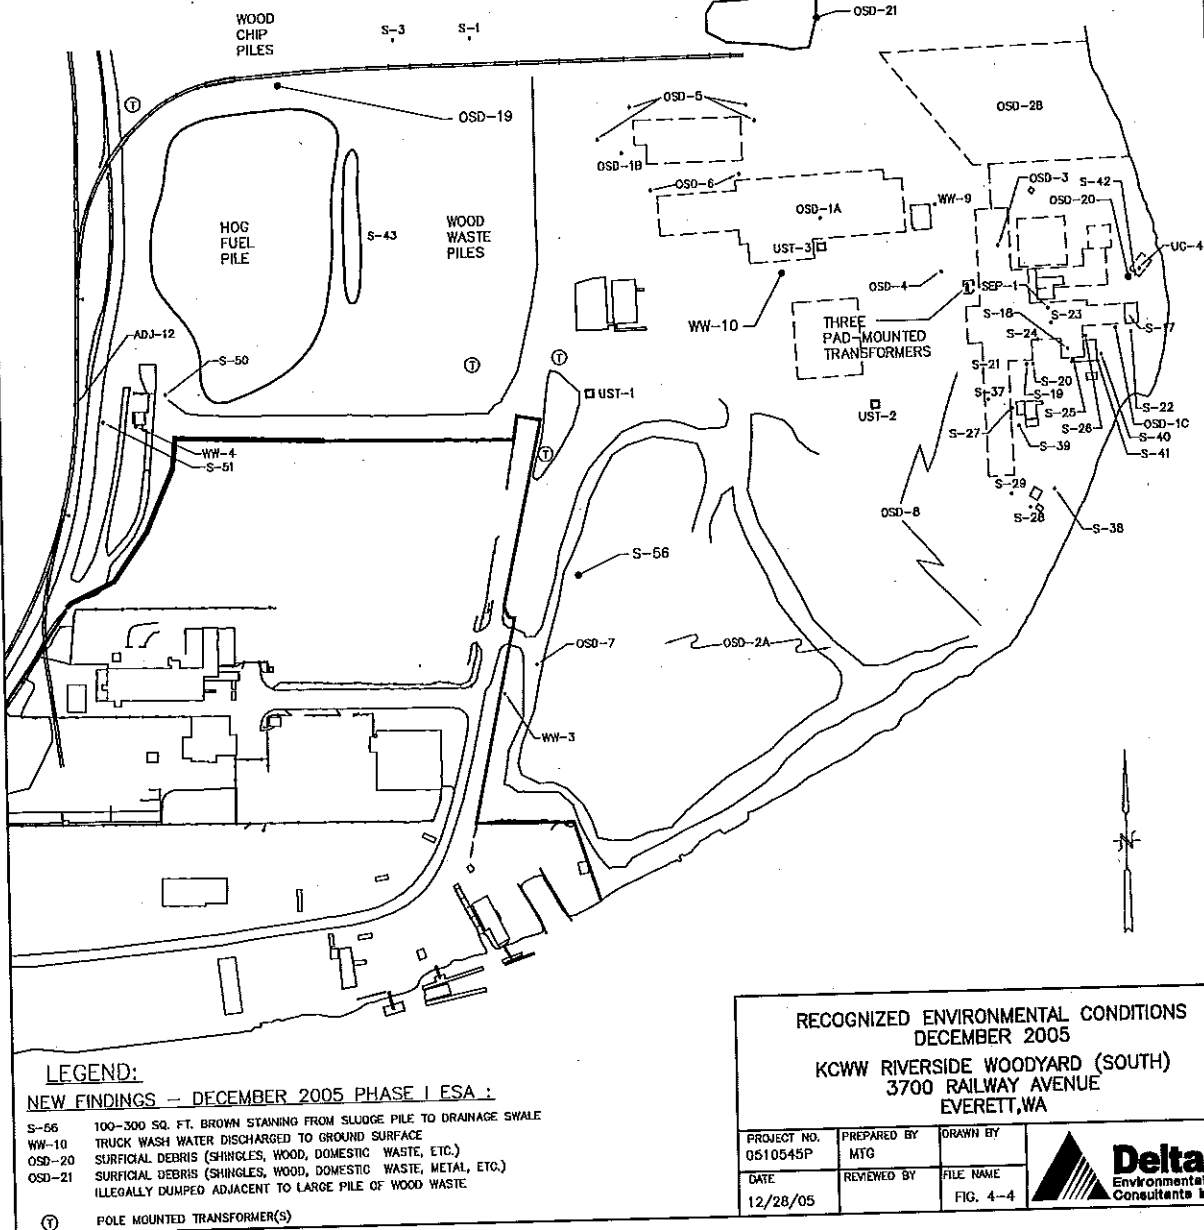 WOOD
CHIP
PILES
S-3
S-1
OSD-21
T
OSD-19
OSD-5
OSD-2B
OSD-1B
OSD-6
OSD-3
S-42
OSD-20
WW-9
OSD-1A
HOG
FUEL
PILE
S-43
WOOD
WASTE
PILES
UST-3
UC-4
OSD-4
SEP-1
WW-10
THREE
PAD-MOUNTED
TRANSFORMERS
S-18
S-23
S-24
S-17
ADJ-12
S-50
T
T
UST-1
UST-2
S-21
S-20
S-37
S-19
S-25
S-22
OSD-1C
S-26
S-40
S-41
S-27
S-39
WW-4
S-51
T
S-29
OSD-8
S-28
S-38
S-56
OSD-7
OSD-2A
WW-3
N
LEGEND:
NEW FINDINGS - DECEMBER 2005 PHASE I ESA :
S-56 100-300 SQ. FT. BROWN STAINING FROM SLUDGE PILE TO DRAINAGE SWALE
WW-10 TRUCK WASH WATER DISCHARGED TO GROUND SURFACE
OSD-20 SURFICIAL DEBRIS (SHINGLES, WOOD, DOMESTIC WASTE, ETC.)
OSD-21 SURFICIAL DEBRIS (SHINGLES, WOOD, DOMESTIC WASTE, METAL, ETC.)
ILLEGALLY DUMPED ADJACENT TO LARGE PILE OF WOOD WASTE
T POLE MOUNTED TRANSFORMER(S)
RECOGNIZED ENVIRONMENTAL CONDITIONS
DECEMBER 2005
KCWW RIVERSIDE WOODYARD (SOUTH)
3700 RAILWAY AVENUE
EVERETT,WA
PROJECT NO.
0510545P
PREPARED BY
MTG
DRAWN BY
DATE
12/28/05
REVIEWED BY
FILE NAME
FIG. 4-4
Delta
Environmental
Consultants